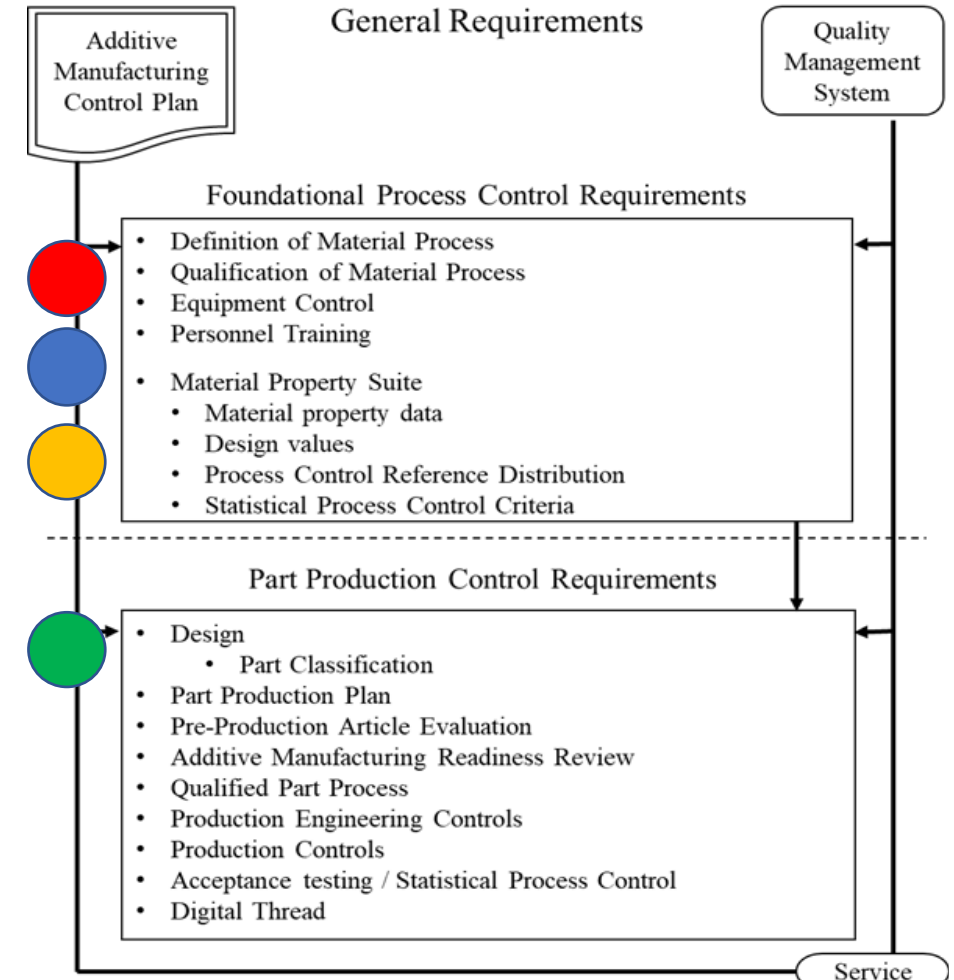 General Requirements
Additive
Manufacturing
Control Plan
Quality
Management
System
Foundational Process Control Requirements
• Definition of Material Process
• Qualification of Material Process
• Equipment Control
• Personnel Training
• Material Property Suite
• Material property data
• Design values
• Process Control Reference Distribution
• Statistical Process Control Criteria
Part Production Control Requirements
• Design
• Part Classification
• Part Production Plan
• Pre-Production Article Evaluation
• Additive Manufacturing Readiness Review
• Qualified Part Process
• Production Engineering Controls
• Production Controls
• Acceptance testing / Statistical Process Control
• Digital Thread
Service